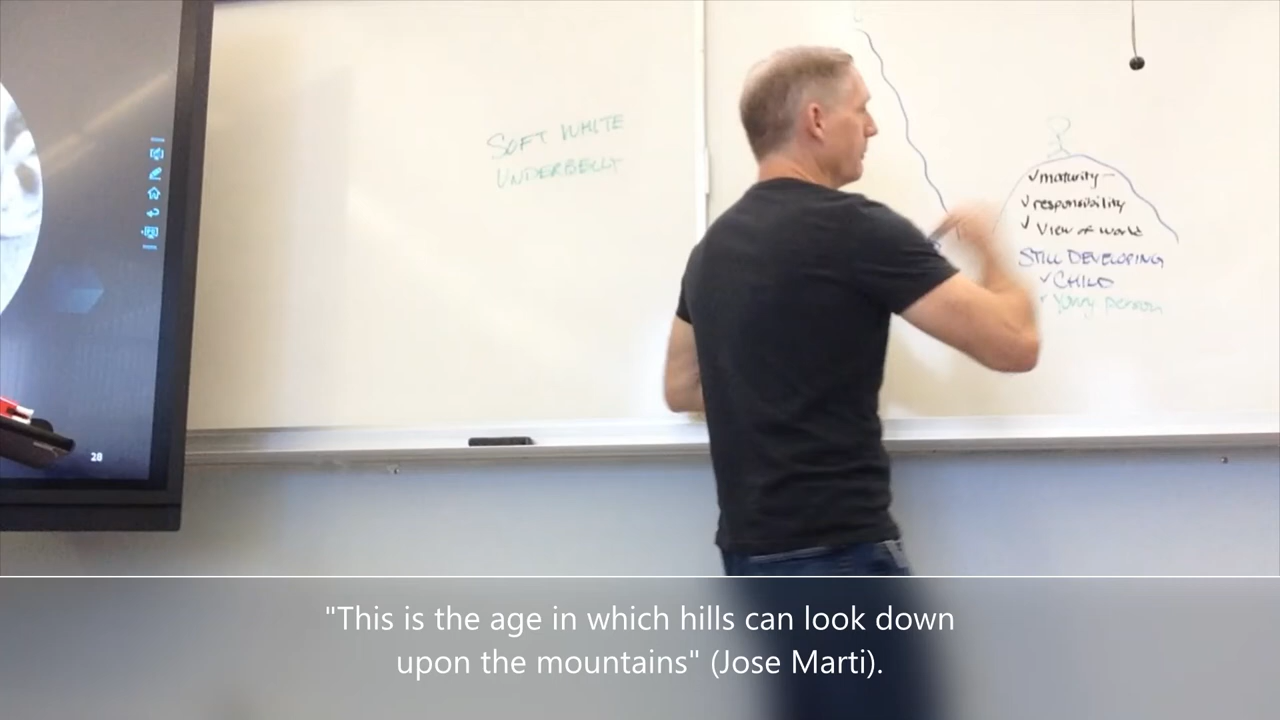 SOFT WHITE
UNDERBELLY
✓maturity—
✓responsibility
✓ View of world
STILL DEVELOPING
✓CHILD
✓ Young person
20
"This is the age in which hills can look down
upon the mountains" (Jose Marti).